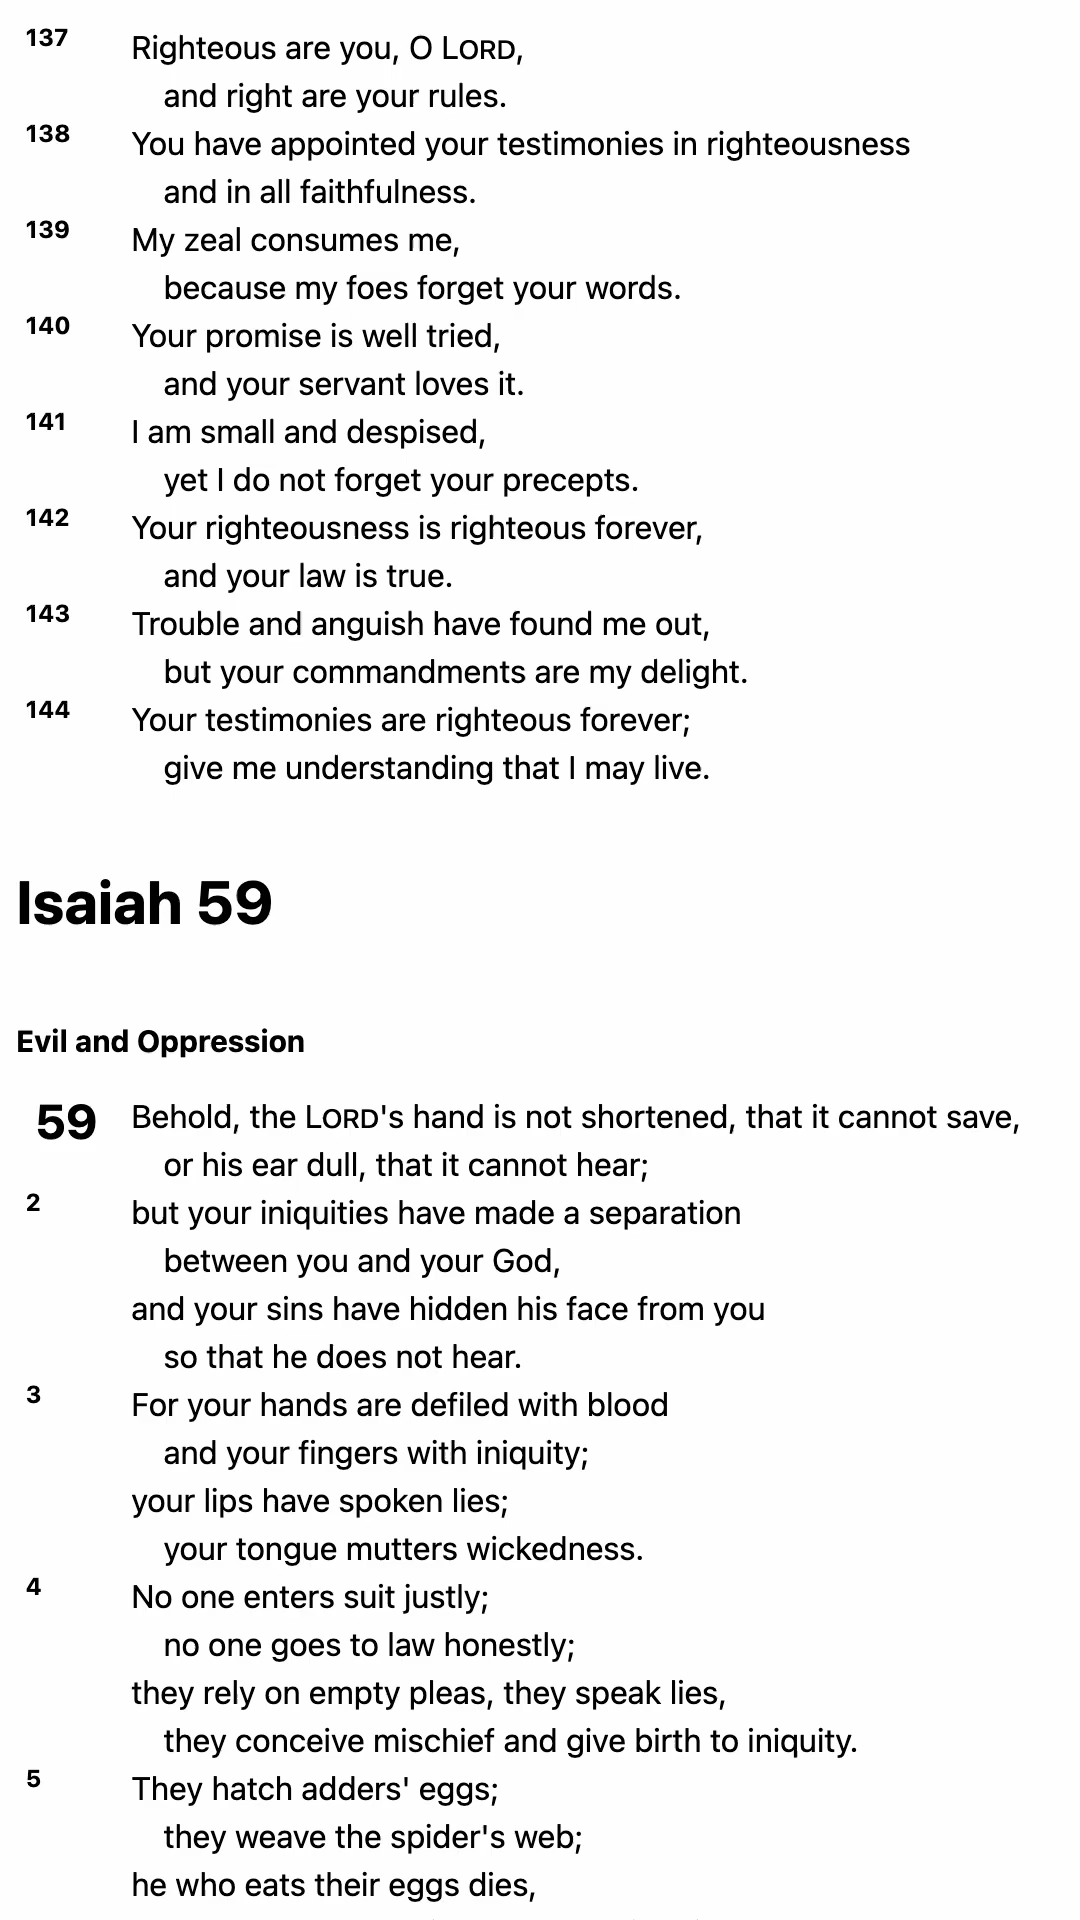 137 Righteous are you, O LORD,
and right are your rules.
138 You have appointed your testimonies in righteousness
and in all faithfulness.
139 My zeal consumes me,
because my foes forget your words.
140 Your promise is well tried,
and your servant loves it.
141 I am small and despised,
yet I do not forget your precepts.
142 Your righteousness is righteous forever,
and your law is true.
143 Trouble and anguish have found me out,
but your commandments are my delight.
144 Your testimonies are righteous forever;
give me understanding that I may live.
Isaiah 59
Evil and Oppression
59 Behold, the LORD's hand is not shortened, that it cannot save,
or his ear dull, that it cannot hear;
2 but your iniquities have made a separation
between you and your God,
and your sins have hidden his face from you
so that he does not hear.
3 For your hands are defiled with blood
and your fingers with iniquity;
your lips have spoken lies;
your tongue mutters wickedness.
4 No one enters suit justly;
no one goes to law honestly;
they rely on empty pleas, they speak lies,
they conceive mischief and give birth to iniquity.
5 They hatch adders' eggs;
they weave the spider's web;
he who eats their eggs dies,